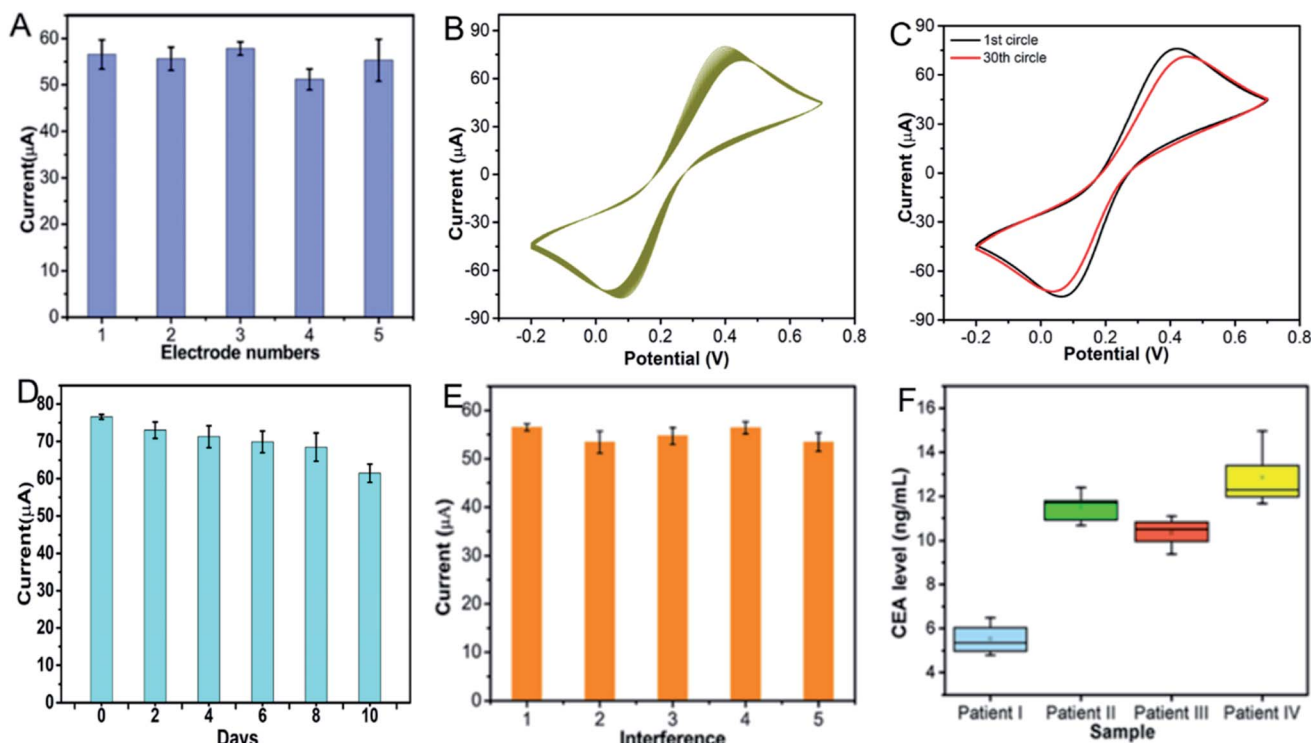 A
Current(μA)
60
50
40
30
20
10
0
1 2 3 4 5
Electrode numbers
B
Current (μA)
90
60
30
0
-30
-60
-90
-0.2 0.0 0.2 0.4 0.6 0.8
Potential (V)
C
1st circle
30th circle
Current (μA)
90
60
30
0
-30
-60
-90
-0.2 0.0 0.2 0.4 0.6 0.8
Potential (V)
D
Current(μA)
80
70
60
50
40
30
20
10
0
0 2 4 6 8 10
Days
E
Current (μA)
60
50
40
30
20
10
0
1 2 3 4 5
Interference
F
CEA level (ng/mL)
16
14
12
10
8
6
4
Patient I Patient II Patient III Patient IV
Sample